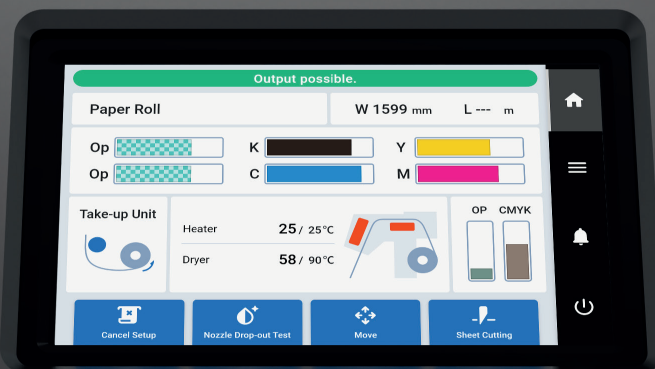 Output possible.
Paper Roll
W 1599 mm L --- m
Op K Y
Op C M
Take-up Unit
Heater 25 / 25°C
Dryer 58 / 90°C
OP CMYK
Cancel Setup
Nozzle Drop-out Test
Move
Sheet Cutting